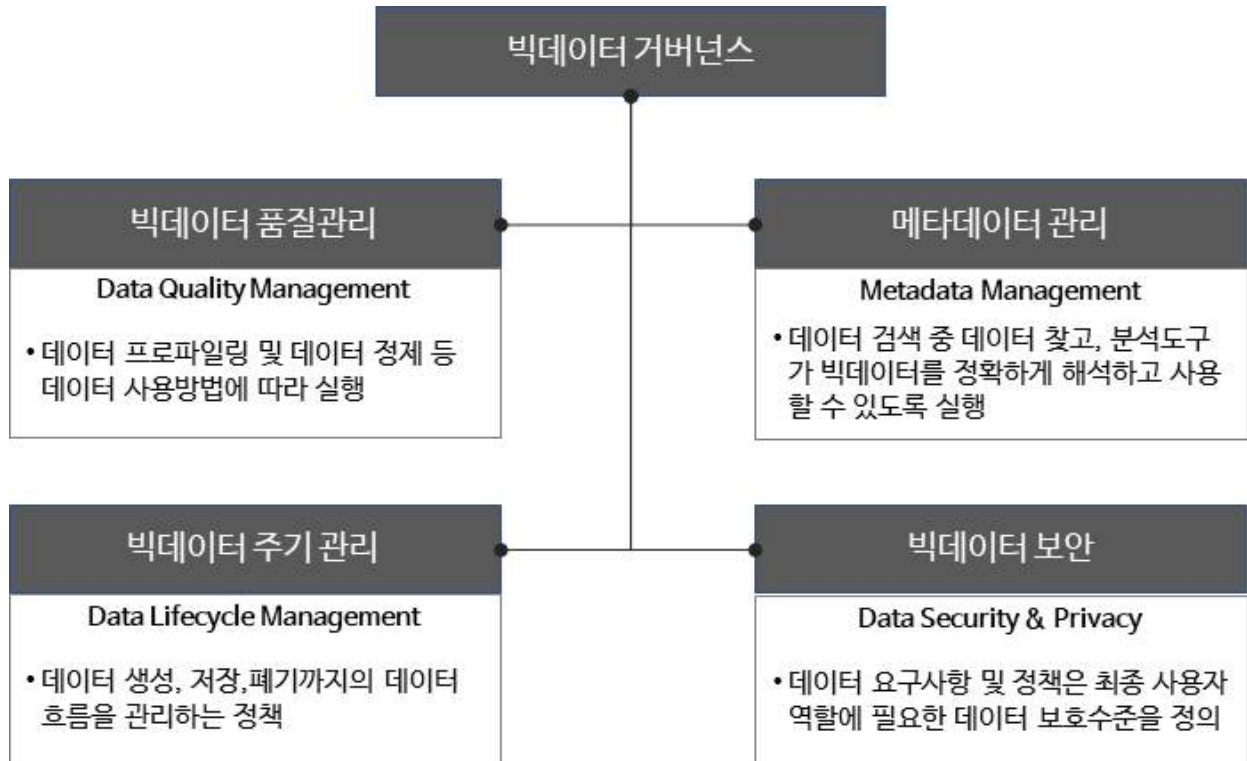 빅데이터 거버넌스
빅데이터 품질관리
Data Quality Management
• 데이터 프로파일링 및 데이터 정제 등
데이터 사용방법에 따라 실행
메타데이터 관리
Metadata Management
• 데이터 검색 중 데이터 찾고, 분석도구
가 빅데이터를 정확하게 해석하고 사용
할 수 있도록 실행
빅데이터 주기 관리
Data Lifecycle Management
• 데이터 생성, 저장,폐기까지의 데이터
흐름을 관리하는 정책
빅데이터 보안
Data Security & Privacy
• 데이터 요구사항 및 정책은 최종 사용자
역할에 필요한 데이터 보호수준을 정의